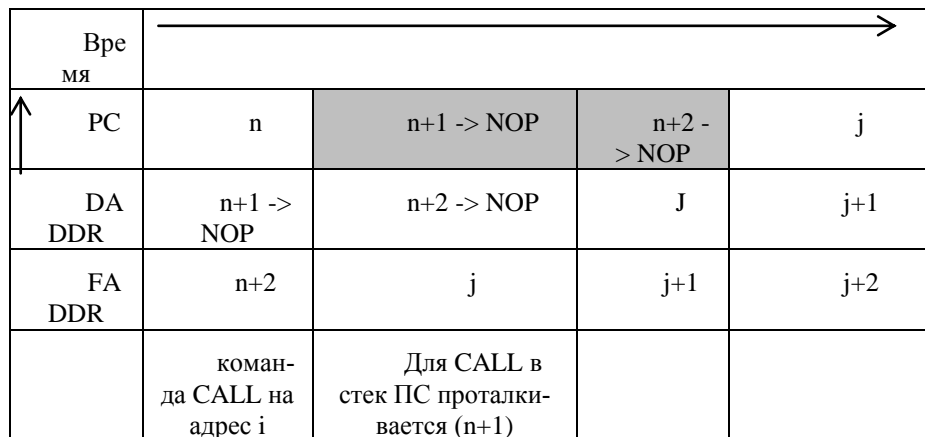 Вре
мя
PC n n+1 -> NOP n+2 -
> NOP j
DA
DDR n+1 ->
NOP n+2 -> NOP J j+1
FA
DDR n+2 j j+1 j+2
коман-
да CALL на
адрес i
Для CALL в
стек ПС проталки-
вается (n+1)